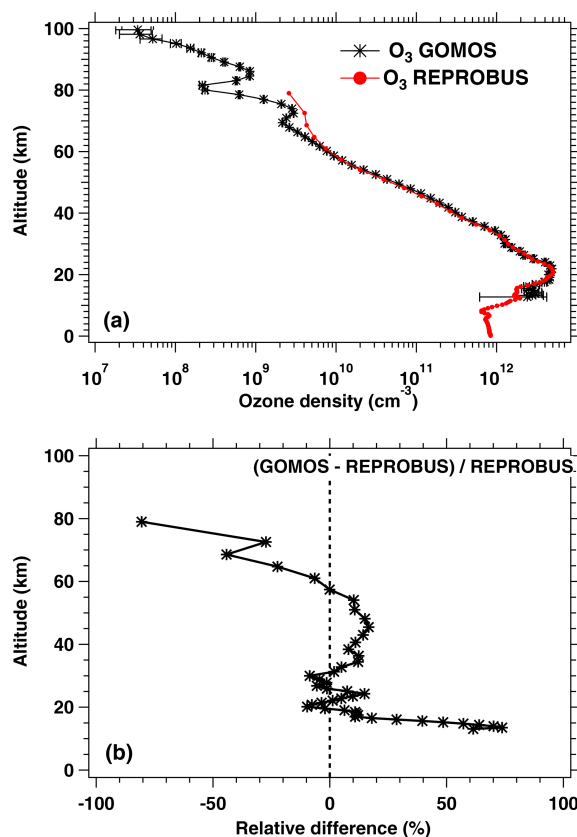 100
80
60
40
20
0
Altitude (km)
O3 GOMOS
O3 REPROBUS
(a)
10^7 10^8 10^9 10^10 10^11 10^12
Ozone density (cm^-3)
(GOMOS - REPROBUS) / REPROBUS
100
80
60
40
20
0
Altitude (km)
(b)
-100 -50 0 50 100
Relative difference (%)